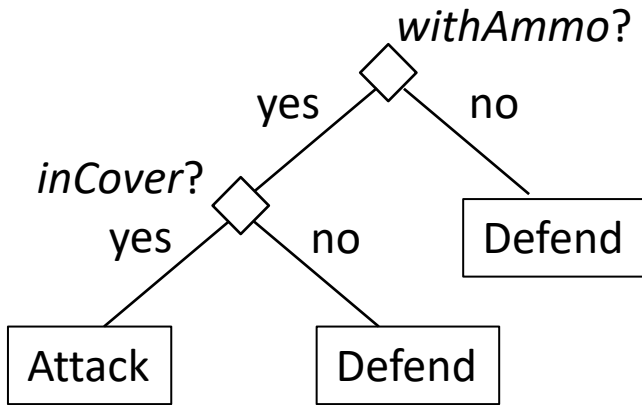 withAmmo?
yes
no
inCover?
yes
no
Defend
Attack
Defend